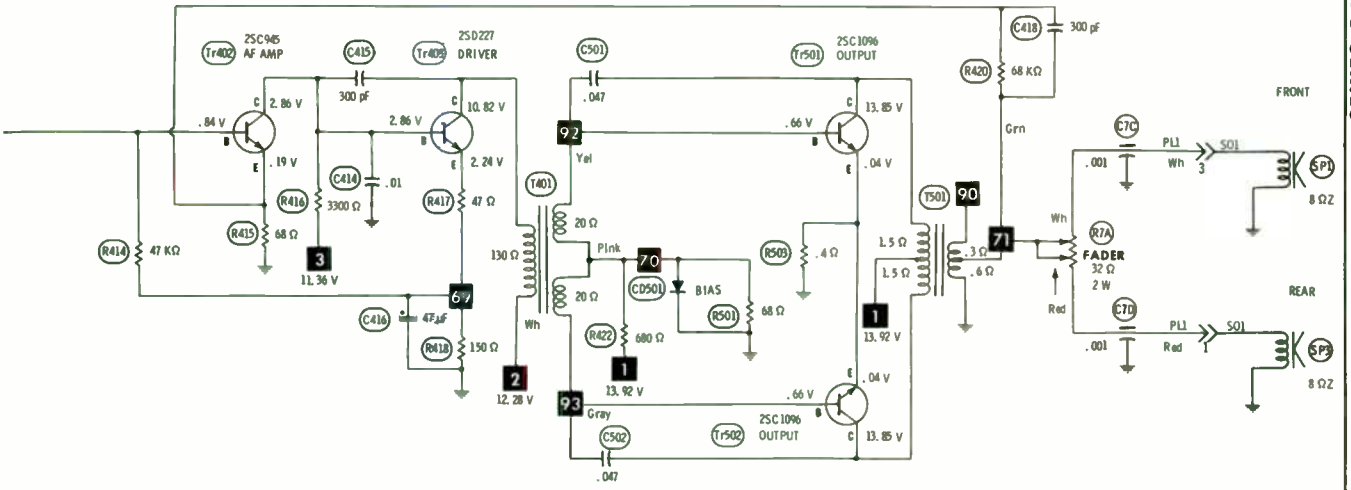 C418
300 pF
2SC945
AF AMP
Tr402
C415
300 pF
2SD227
DRIVER
C501
.047
Tr501
2SC1096
OUTPUT
R420
68 KΩ
FRONT
C
2.86 V
.84 V
B
E
.19 V
C
10.82 V
2.86 V
B
E
2.24 V
92
Yel
C
13.85 V
.66 V
B
E
.04 V
Grn
C7C
.001
PL1
Wh
3
SO1
SP1
8 ΩZ
R416
3300 Ω
C414
.01
R417
47 Ω
T401
T501
90
R414
47 KΩ
R415
68 Ω
3
11.36 V
130 Ω
20 Ω
Pink
70
CD501
BIAS
R503
.4 Ω
1.5 Ω
1.5 Ω
.3 Ω
.6 Ω
71
Wh
R7A
FADER
32 Ω
2 W
Red
REAR
C416
R418
150 Ω
Wh
20 Ω
R422
680 Ω
R501
68 Ω
1
13.92 V
C7D
.001
PL1
Red
1
SO1
SP3
8 ΩZ
2
12.28 V
1
13.92 V
93
Gray
E
.04 V
.66 V
B
C
13.85 V
C502
.047
Tr502
2SC1096
OUTPUT